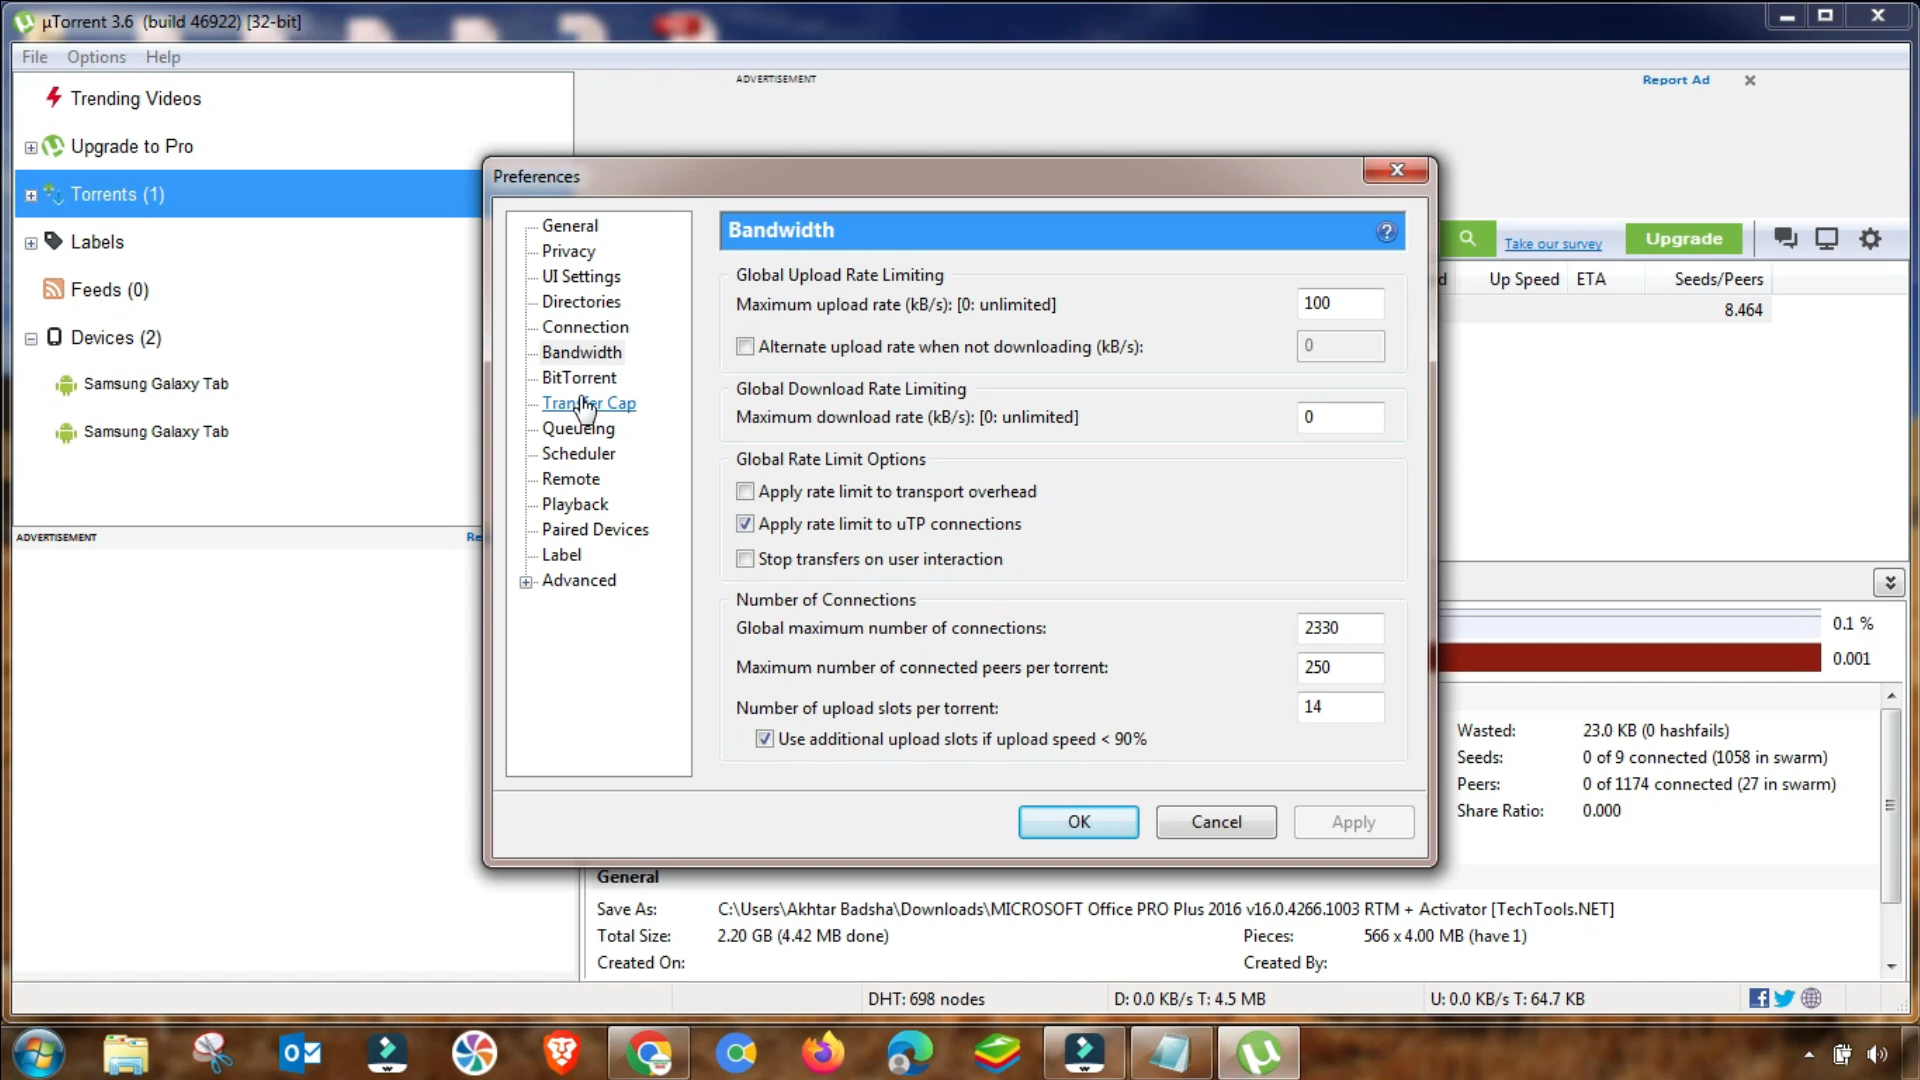 µTorrent 3.6 (build 46922) [32-bit]
File Options Help
Trending Videos
Upgrade to Pro
Torrents (1)
Labels
Feeds (0)
Devices (2)
Samsung Galaxy Tab
Samsung Galaxy Tab
ADVERTISEMENT
ADVERTISEMENT Report Ad
Take our survey Upgrade
Up Speed ETA Seeds/Peers
8.464
Preferences
General
Privacy
UI Settings
Directories
Connection
Bandwidth
BitTorrent
Transfer Cap
Queueing
Scheduler
Remote
Playback
Paired Devices
Label
Advanced
Bandwidth
Global Upload Rate Limiting
Maximum upload rate (kB/s): [0: unlimited] 100
Alternate upload rate when not downloading (kB/s): 0
Global Download Rate Limiting
Maximum download rate (kB/s): [0: unlimited] 0
Global Rate Limit Options
Apply rate limit to transport overhead
Apply rate limit to uTP connections
Stop transfers on user interaction
Number of Connections
Global maximum number of connections: 2330
Maximum number of connected peers per torrent: 250
Number of upload slots per torrent: 14
Use additional upload slots if upload speed < 90%
OK Cancel Apply
0.1 %
0.001
Wasted: 23.0 KB (0 hashfails)
Seeds: 0 of 9 connected (1058 in swarm)
Peers: 0 of 1174 connected (27 in swarm)
Share Ratio: 0.000
General
Save As: C:\Users\Akhtar Badsha\Downloads\MICROSOFT Office PRO Plus 2016 v16.0.4266.1003 RTM + Activator [TechTools.NET]
Total Size: 2.20 GB (4.42 MB done) Pieces: 566 x 4.00 MB (have 1)
Created On: Created By:
DHT: 698 nodes D: 0.0 KB/s T: 4.5 MB U: 0.0 KB/s T: 64.7 KB